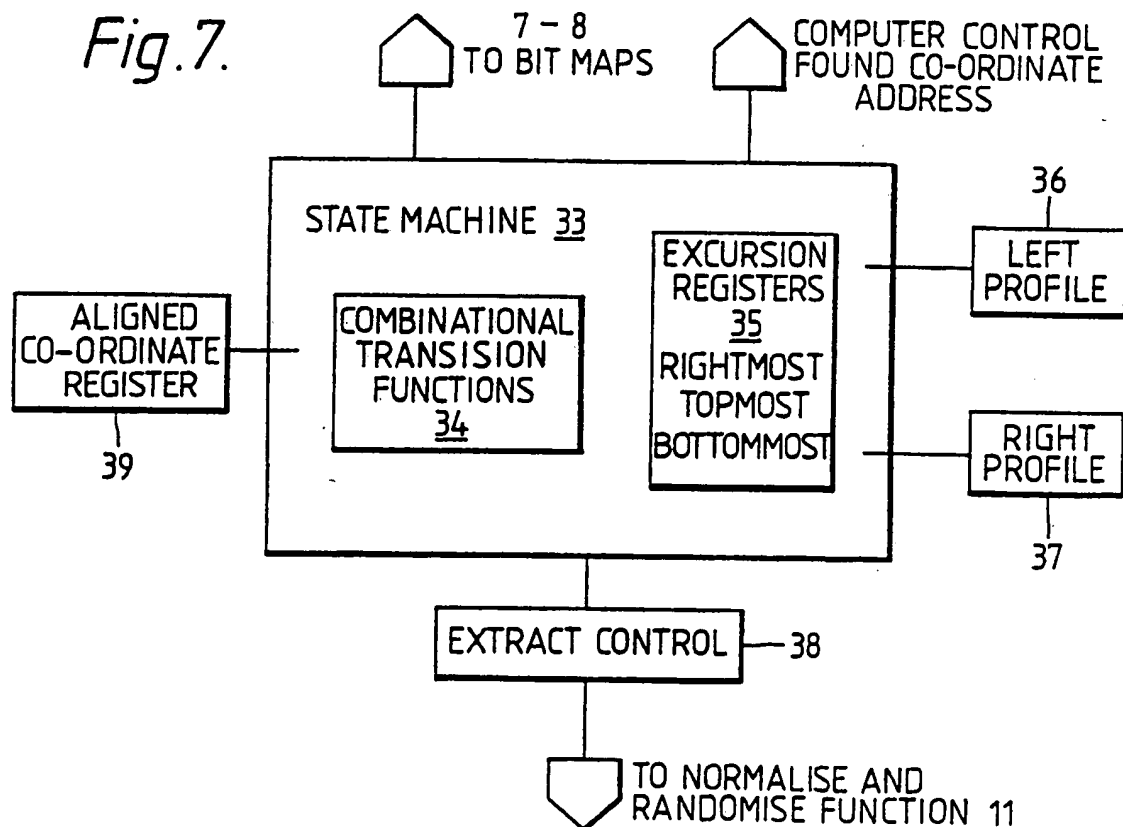 Fig.7.
7-8
TO BIT MAPS
COMPUTER CONTROL
FOUND CO-ORDINATE
ADDRESS
STATE MACHINE 33
36
LEFT
PROFILE
EXCURSION
REGISTERS
35
RIGHTMOST
TOPMOST
BOTTOMMOST
ALIGNED
CO-ORDINATE
REGISTER
39
COMBINATIONAL
TRANSISION
FUNCTIONS
34
RIGHT
PROFILE
37
EXTRACT CONTROL
38
TO NORMALISE AND
RANDOMISE FUNCTION 11